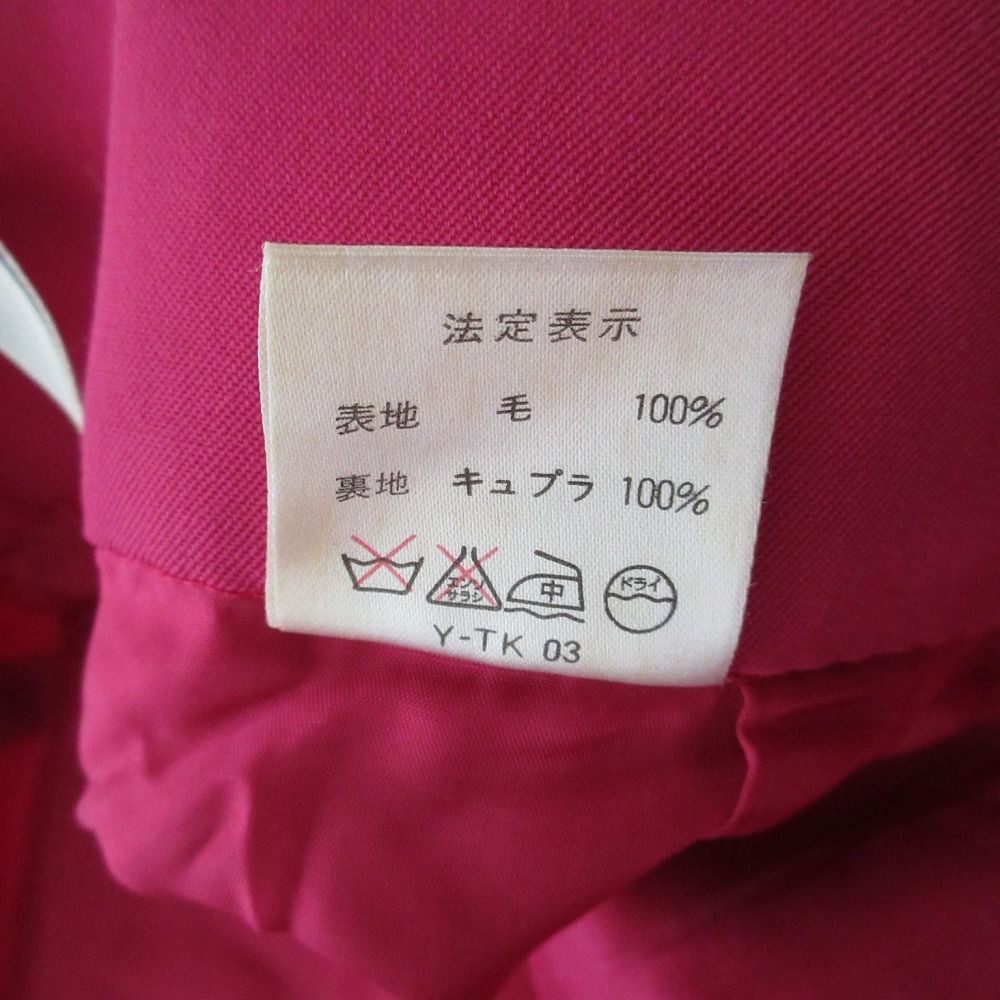 法定表示
表地 毛 100%
裏地 キュプラ 100%
エンソ サラシ 中 ドライ
Y-TK 03